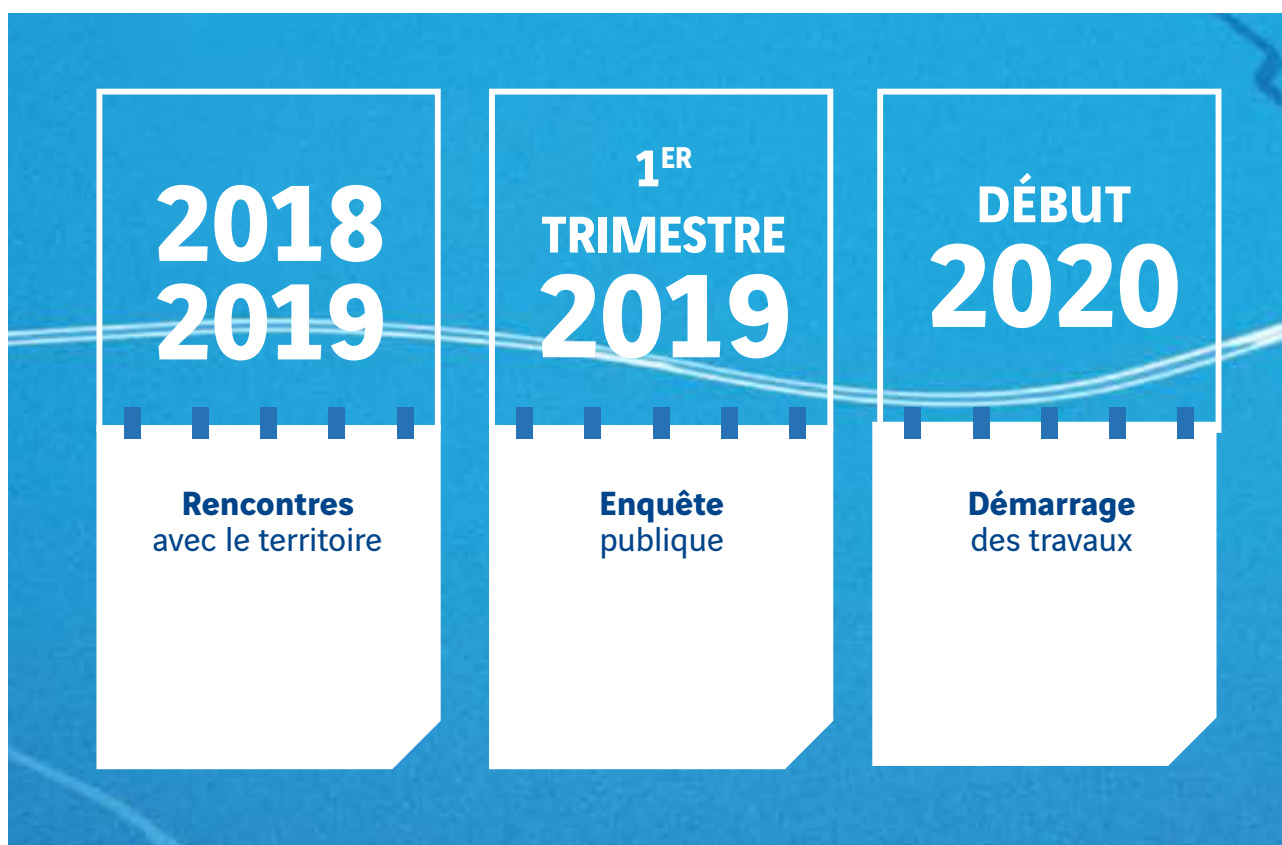 2018
2019
Rencontres
avec le territoire
1ER
TRIMESTRE
2019
Enquête
publique
DÉBUT
2020
Démarrage
des travaux